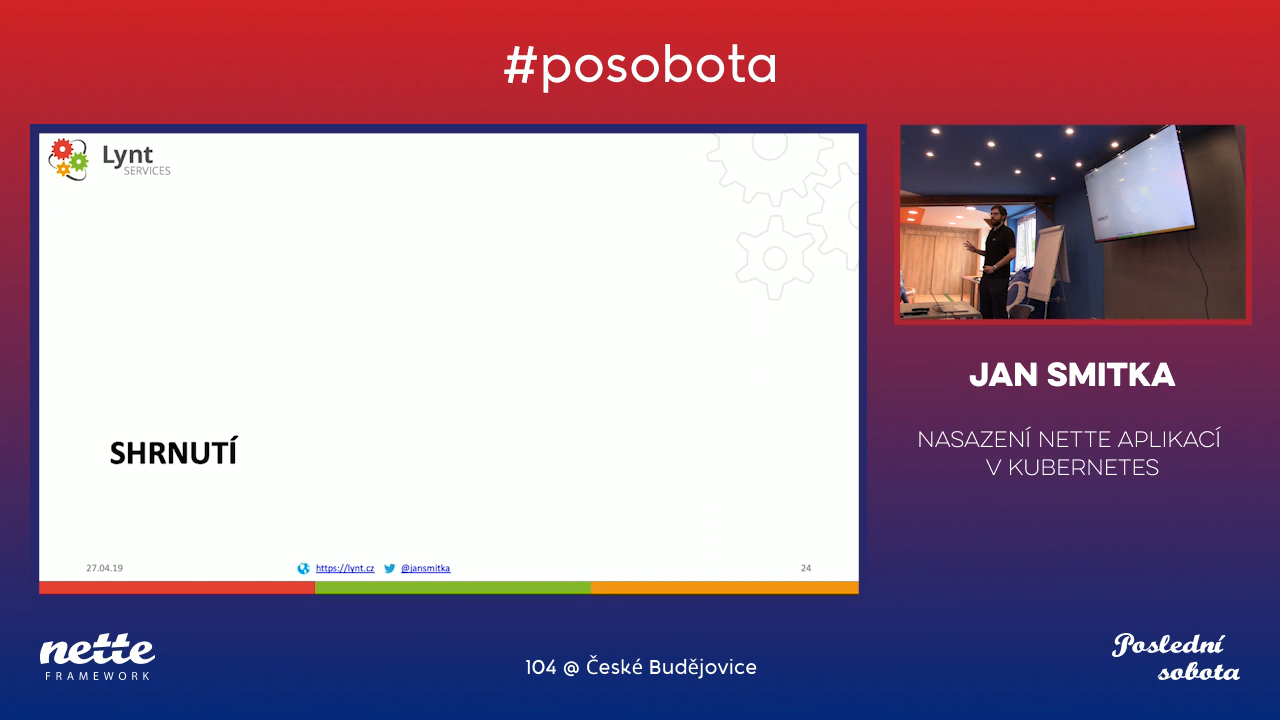 #posobota
Lynt
SERVICES
SHRNUTÍ
27.04.19
https://lynt.cz
@jansmitka
24
JAN SMITKA
NASAZENÍ NETTE APLIKACÍ
V KUBERNETES
nette
FRAMEWORK
104 @ České Budějovice
Poslední
sobota